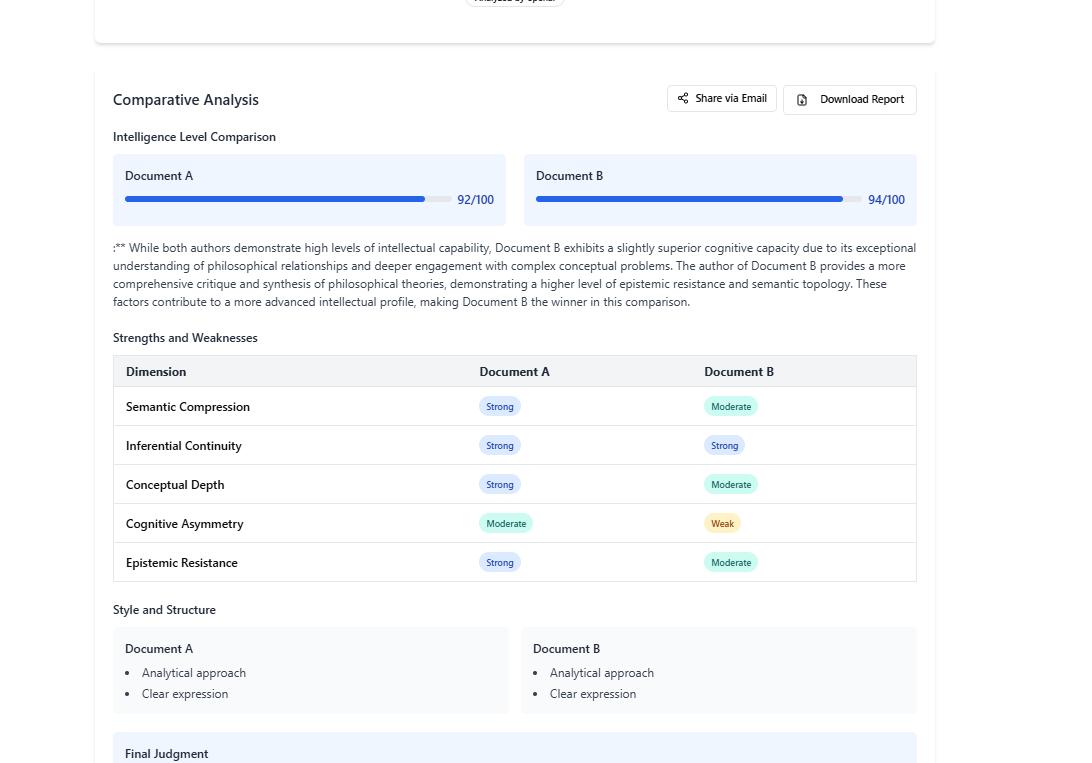 Comparative Analysis
Share via Email
Download Report
Intelligence Level Comparison
Document A
92/100
Document B
94/100
:** While both authors demonstrate high levels of intellectual capability, Document B exhibits a slightly superior cognitive capacity due to its exceptional
understanding of philosophical relationships and deeper engagement with complex conceptual problems. The author of Document B provides a more
comprehensive critique and synthesis of philosophical theories, demonstrating a higher level of epistemic resistance and semantic topology. These
factors contribute to a more advanced intellectual profile, making Document B the winner in this comparison.
Strengths and Weaknesses
Dimension Document A Document B
Semantic Compression Strong Moderate
Inferential Continuity Strong Strong
Conceptual Depth Strong Moderate
Cognitive Asymmetry Moderate Weak
Epistemic Resistance Strong Moderate
Style and Structure
Document A
• Analytical approach
• Clear expression
Document B
• Analytical approach
• Clear expression
Final Judgment